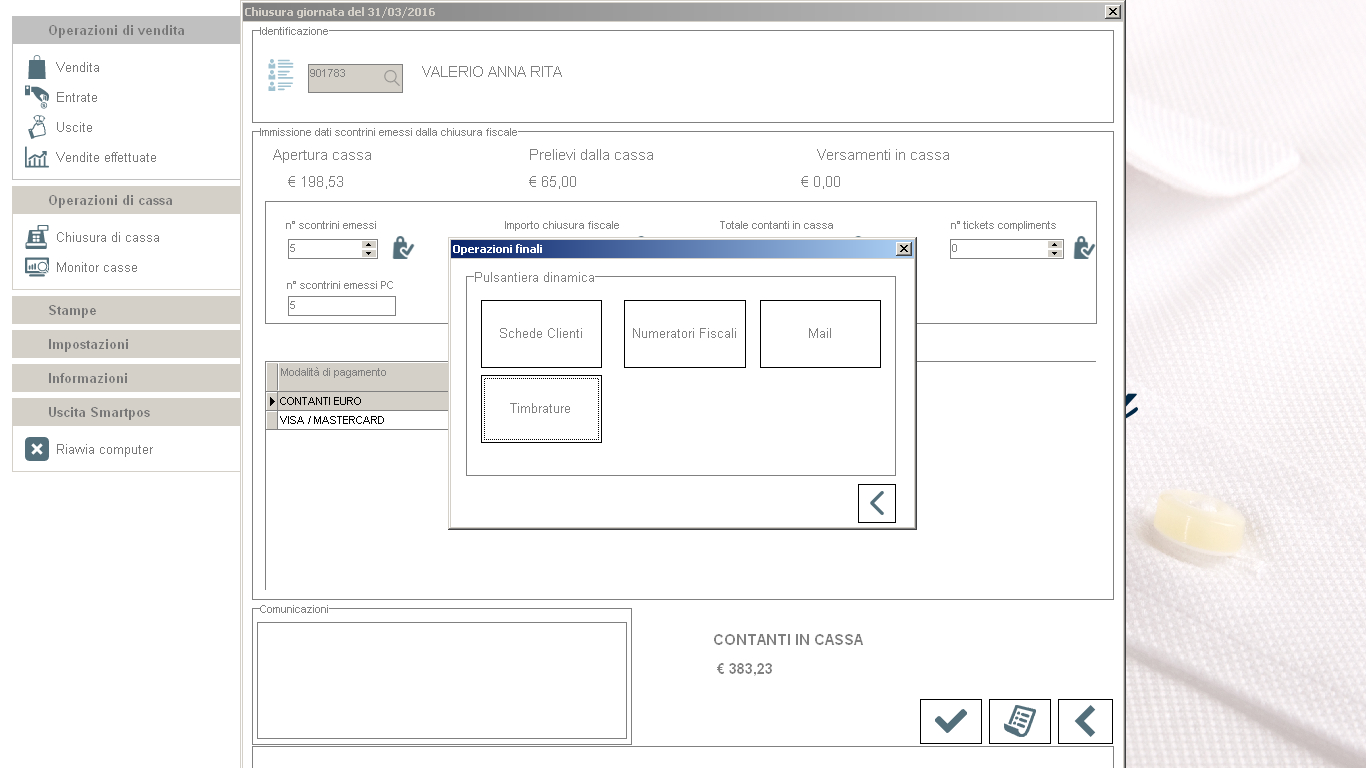 Chiusura giornata del 31/03/2016
Operazioni di vendita
Vendita
Entrate
Uscite
Vendite effettuate
Operazioni di cassa
Chiusura di cassa
Monitor casse
Stampe
Impostazioni
Informazioni
Uscita Smartpos
Riavvia computer
Identificazione
901783 VALERIO ANNA RITA
Immissione dati scontrini emessi dalla chiusura fiscale
Apertura cassa Prelievi dalla cassa Versamenti in cassa
€ 198,53 € 65,00 € 0,00
n° scontrini emessi Importo chiusura fiscale Totale contanti in cassa n° tickets compliments
5 0
n° scontrini emessi PC
5
Modalità di pagamento
CONTANTI EURO
VISA / MASTERCARD
Operazioni finali
Pulsantiera dinamica
Schede Clienti Numeratori Fiscali Mail
Timbrature
Comunicazioni
CONTANTI IN CASSA
€ 383,23